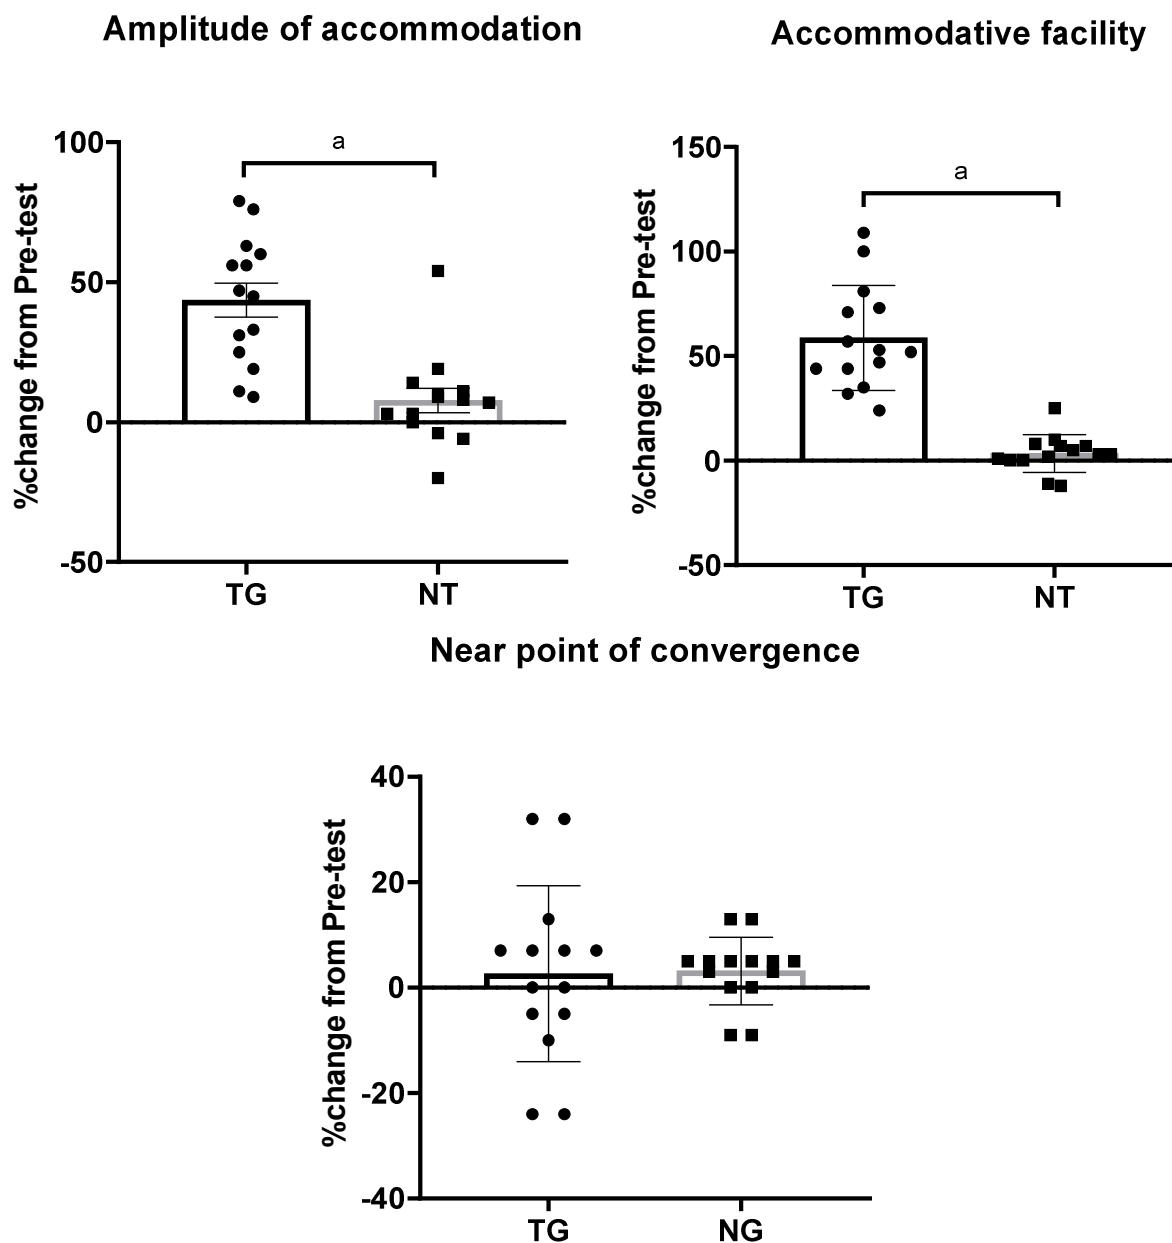 Amplitude of accommodation
%change from Pre-test
100
50
0
-50
a
TG NT
Accommodative facility
%change from Pre-test
150
100
50
0
-50
a
TG NT
Near point of convergence
%change from Pre-test
40
20
0
-20
-40
TG NG